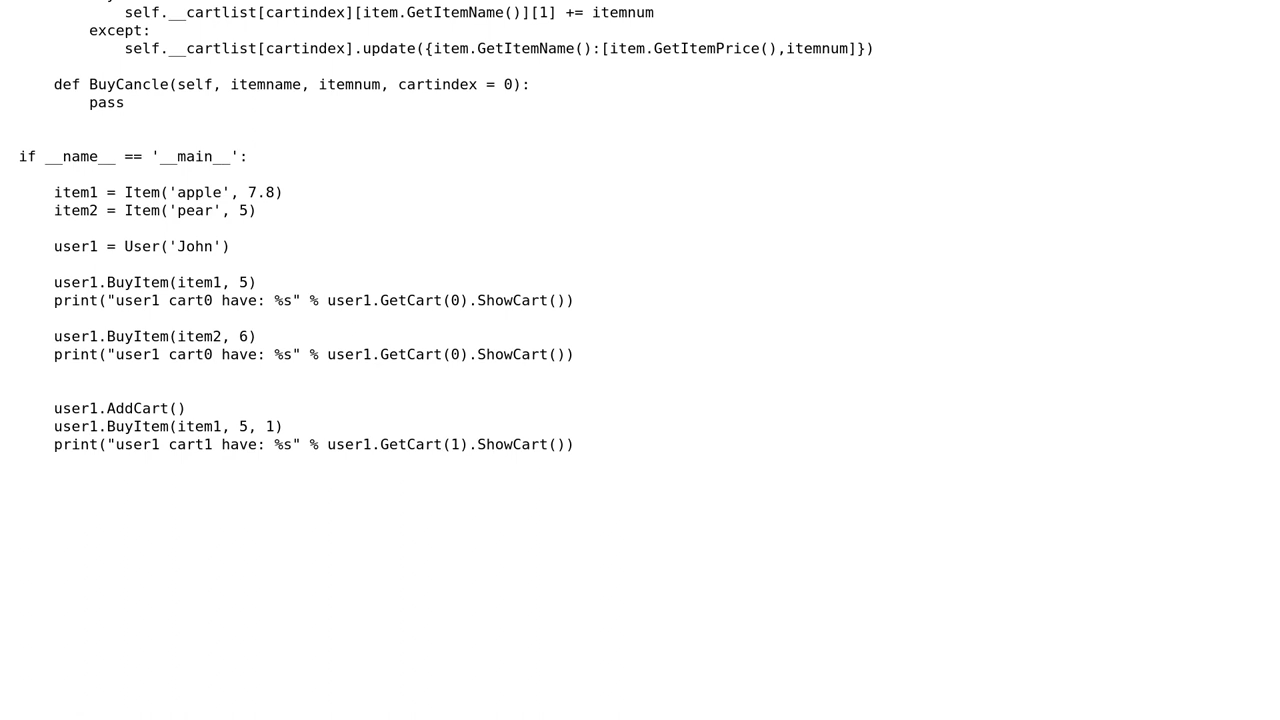 self.__cartlist[cartindex][item.GetItemName()][1] += itemnum
except:
self.__cartlist[cartindex].update({item.GetItemName():[item.GetItemPrice(),itemnum]})
def BuyCancle(self, itemname, itemnum, cartindex = 0):
pass
if __name__ == '__main__':
item1 = Item('apple', 7.8)
item2 = Item('pear', 5)
user1 = User('John')
user1.BuyItem(item1, 5)
print("user1 cart0 have: %s" % user1.GetCart(0).ShowCart())
user1.BuyItem(item2, 6)
print("user1 cart0 have: %s" % user1.GetCart(0).ShowCart())
user1.AddCart()
user1.BuyItem(item1, 5, 1)
print("user1 cart1 have: %s" % user1.GetCart(1).ShowCart())